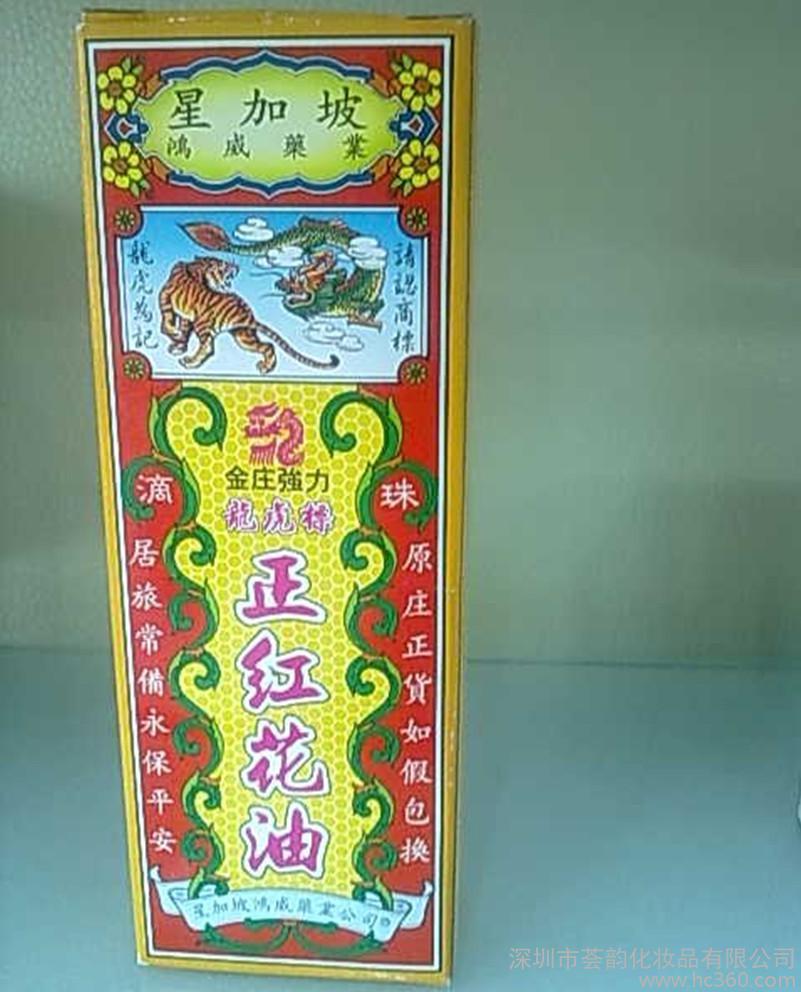 星加坡
鴻威藥業
龍虎為記
請認商標
金庄強力
龍虎標
滴
珠
正红花油
居旅常備永保平安
原庄正貨如假包換
星加坡鴻威藥業公司
深圳市荟韵化妆品有限公司
www.hc360.com